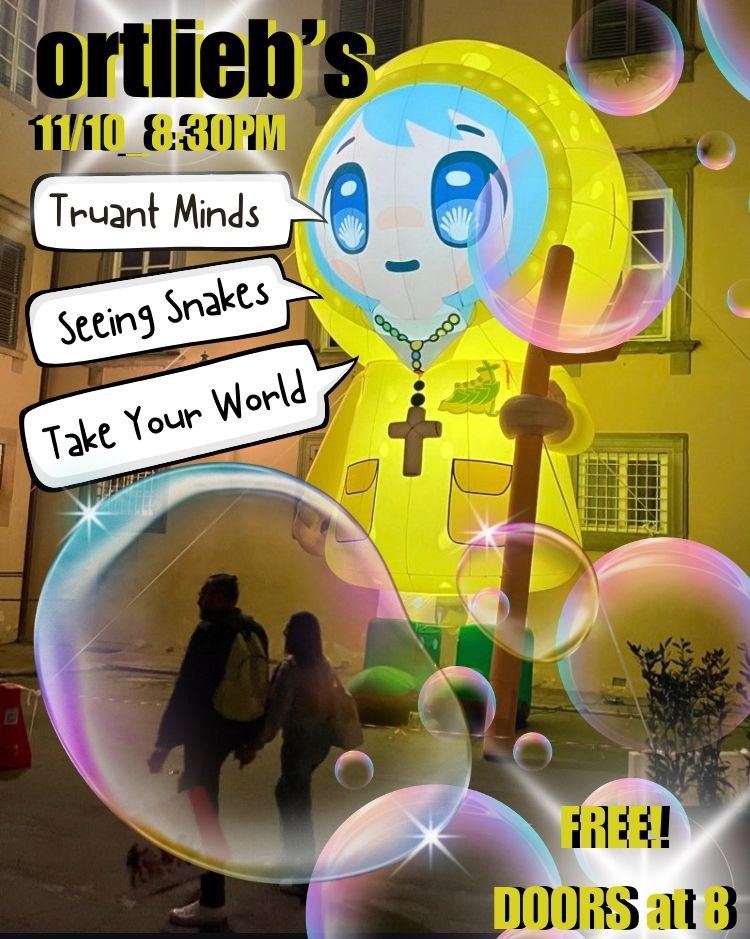 ortlieb's
11/10_8:30PM
Truant Minds
Seeing Snakes
Take Your World
FREE!
DOORS at 8